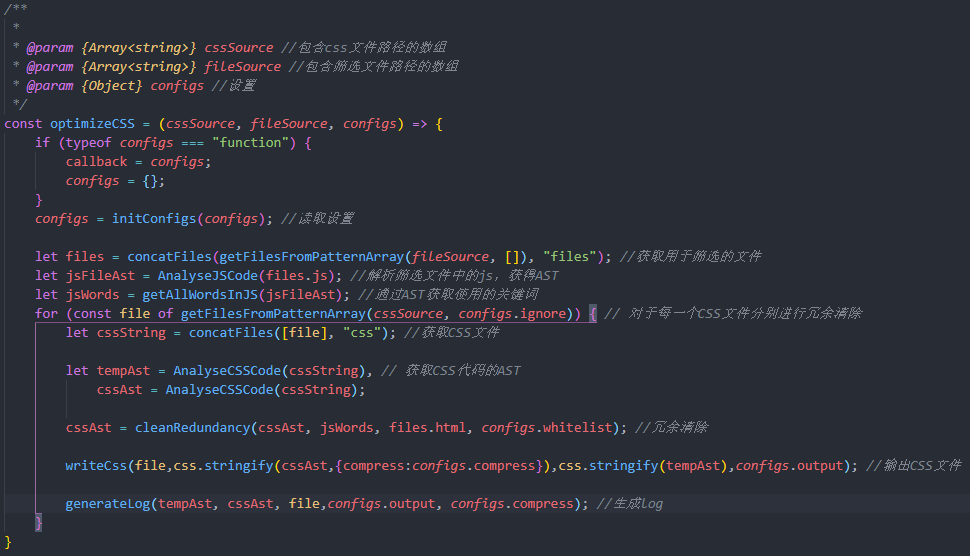 /**
 *
 * @param {Array<string>} cssSource //包含css文件路径的数组
 * @param {Array<string>} fileSource //包含筛选文件路径的数组
 * @param {Object} configs //设置
 */
const optimizeCSS = (cssSource, fileSource, configs) => {
    if (typeof configs === "function") {
        callback = configs;
        configs = {};
    }
    configs = initConfigs(configs); //读取设置

    let files = concatFiles(getFilesFromPatternArray(fileSource, []), "files"); //获取用于筛选的文件
    let jsFileAst = AnalyseJSCode(files.js); //解析筛选文件中的js，获得AST
    let jsWords = getAllWordsInJS(jsFileAst); //通过AST获取使用的关键词
    for (const file of getFilesFromPatternArray(cssSource, configs.ignore)) { // 对于每一个CSS文件分别进行冗余清除
        let cssString = concatFiles([file], "css"); //获取CSS文件

        let tempAst = AnalyseCSSCode(cssString), // 获取CSS代码的AST
            cssAst = AnalyseCSSCode(cssString);

        cssAst = cleanRedundancy(cssAst, jsWords, files.html, configs.whitelist); //冗余清除

        writeCss(file,css.stringify(cssAst,{compress:configs.compress}),css.stringify(tempAst),configs.output); //输出CSS文件

        generateLog(tempAst, cssAst, file,configs.output, configs.compress); //生成log
    }
}